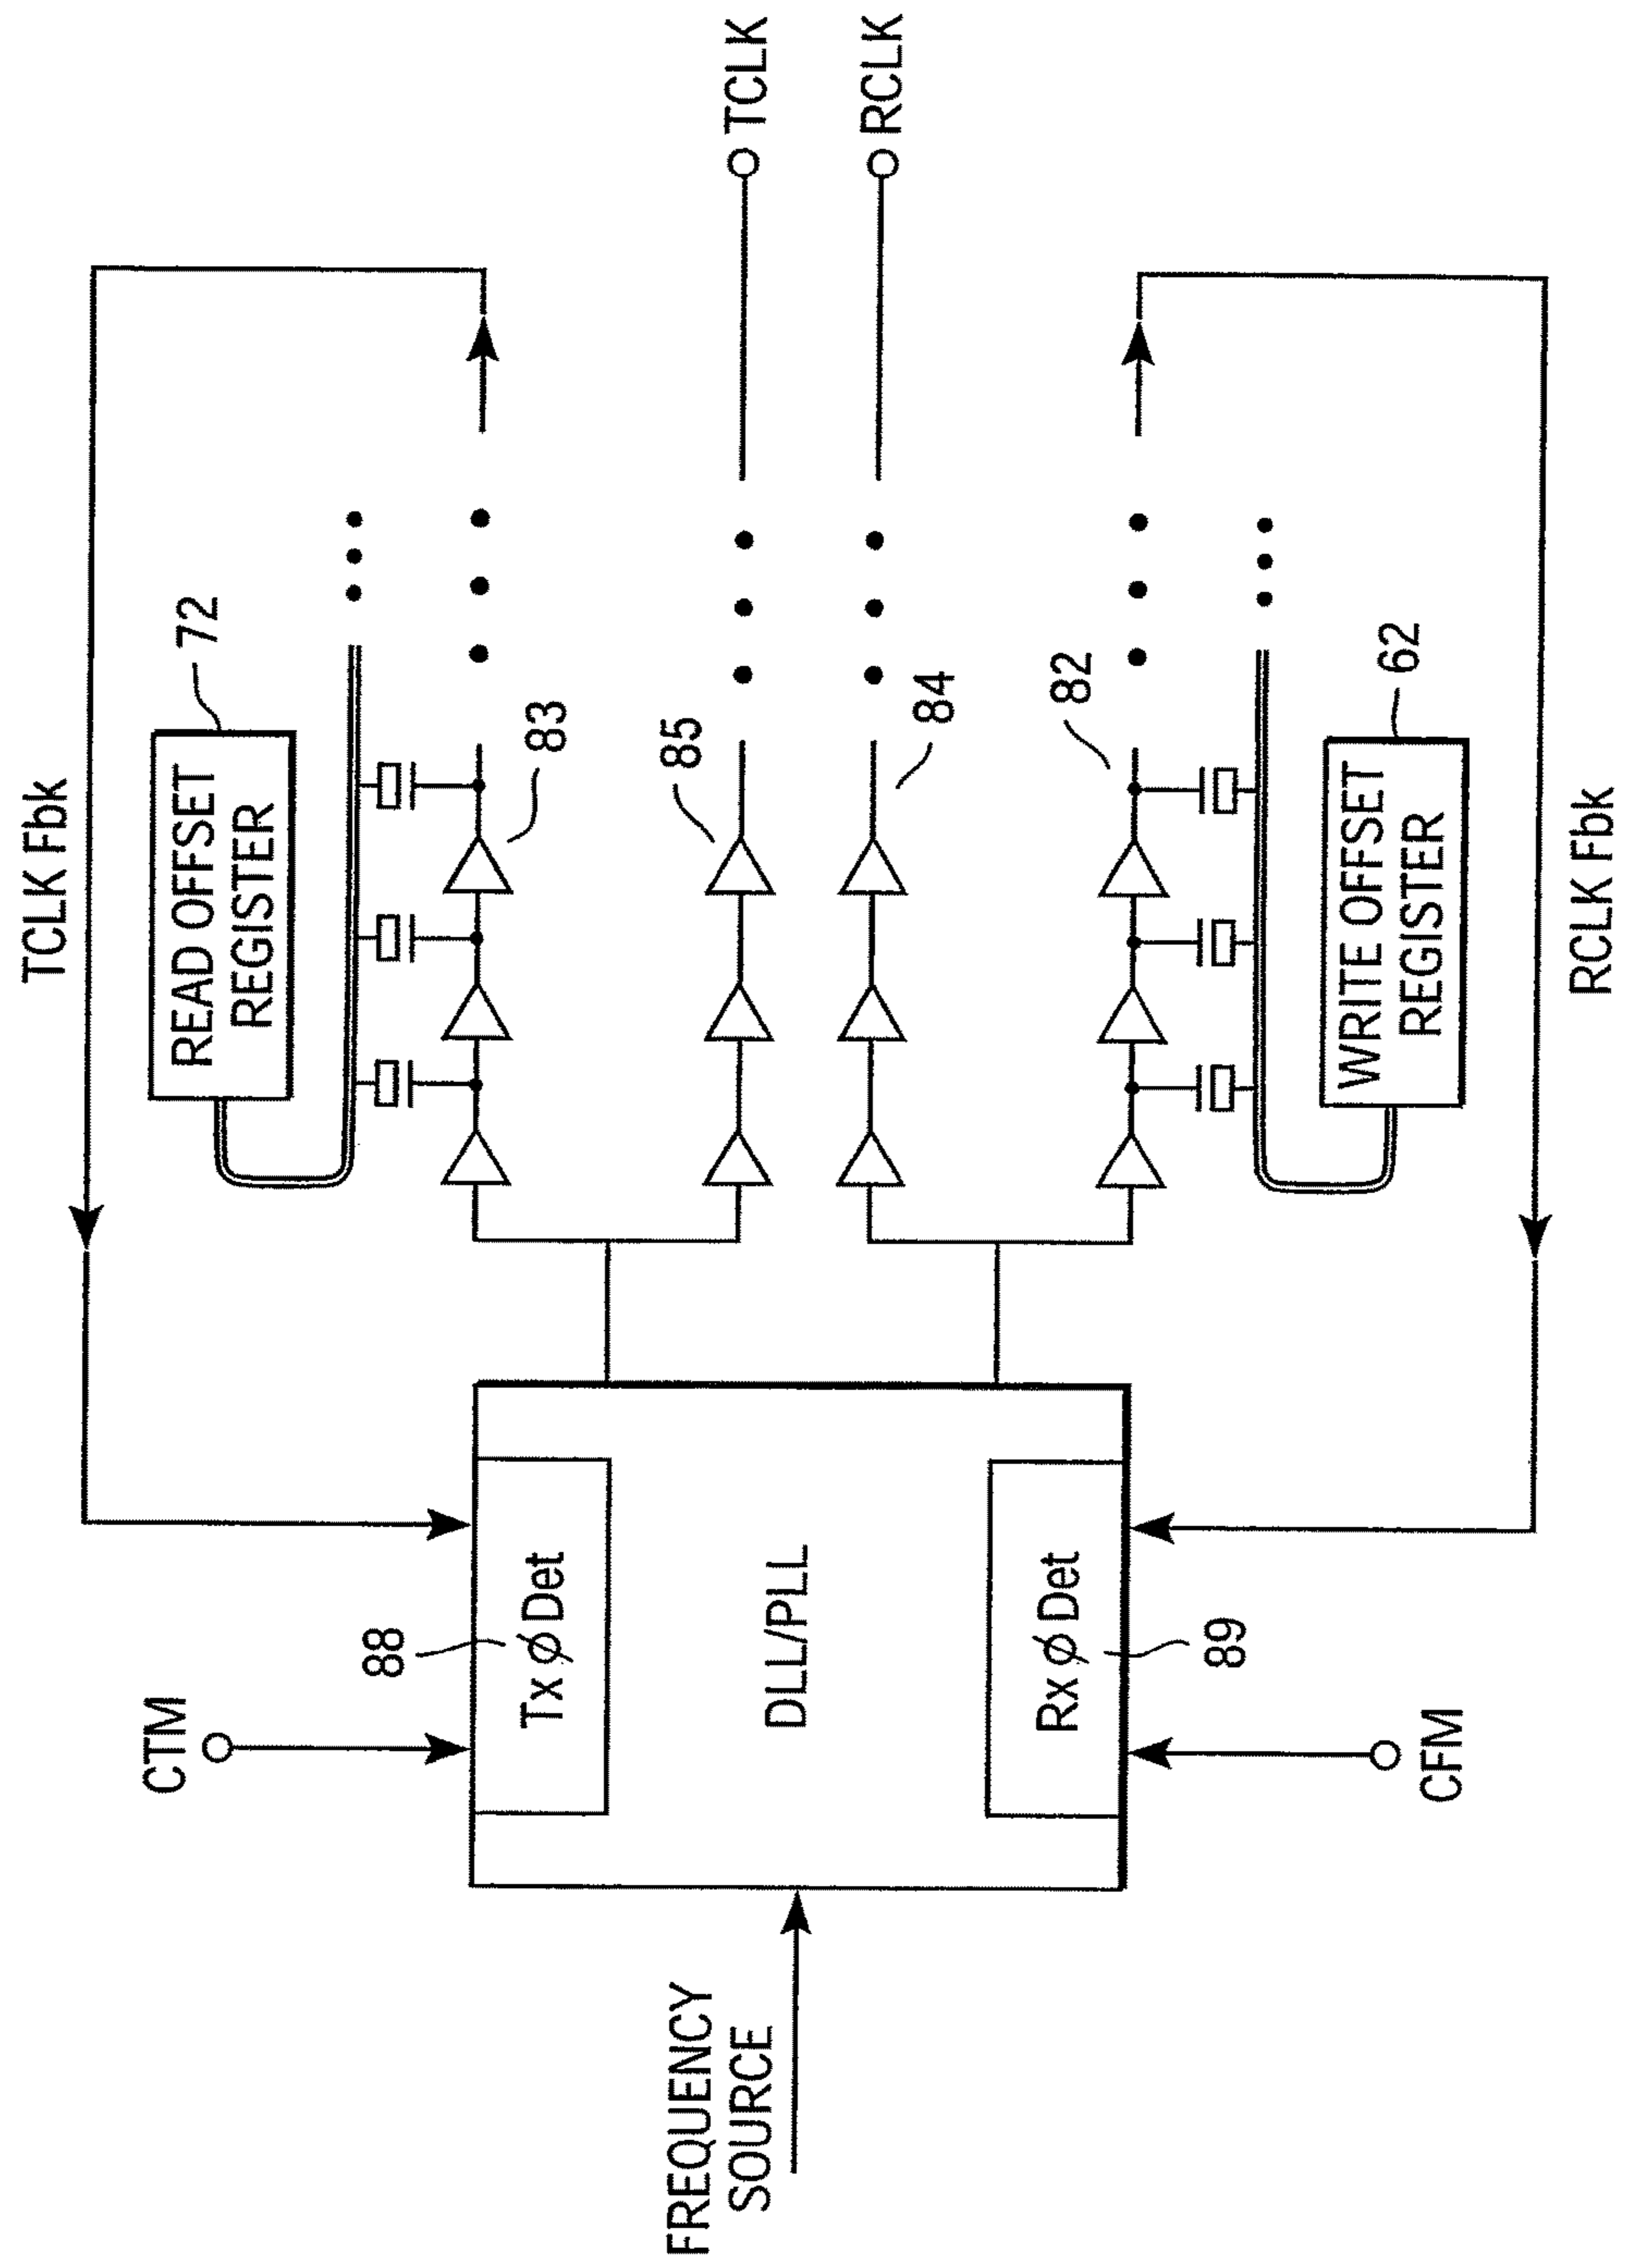 TCLK Fbk
READ OFFSET
REGISTER
72
83
CTM
88
Tx ϕ Det
85
TCLK
FREQUENCY
SOURCE
DLL/PLL
84
RCLK
Rx ϕ Det
89
82
CFM
WRITE OFFSET
REGISTER
62
RCLK Fbk